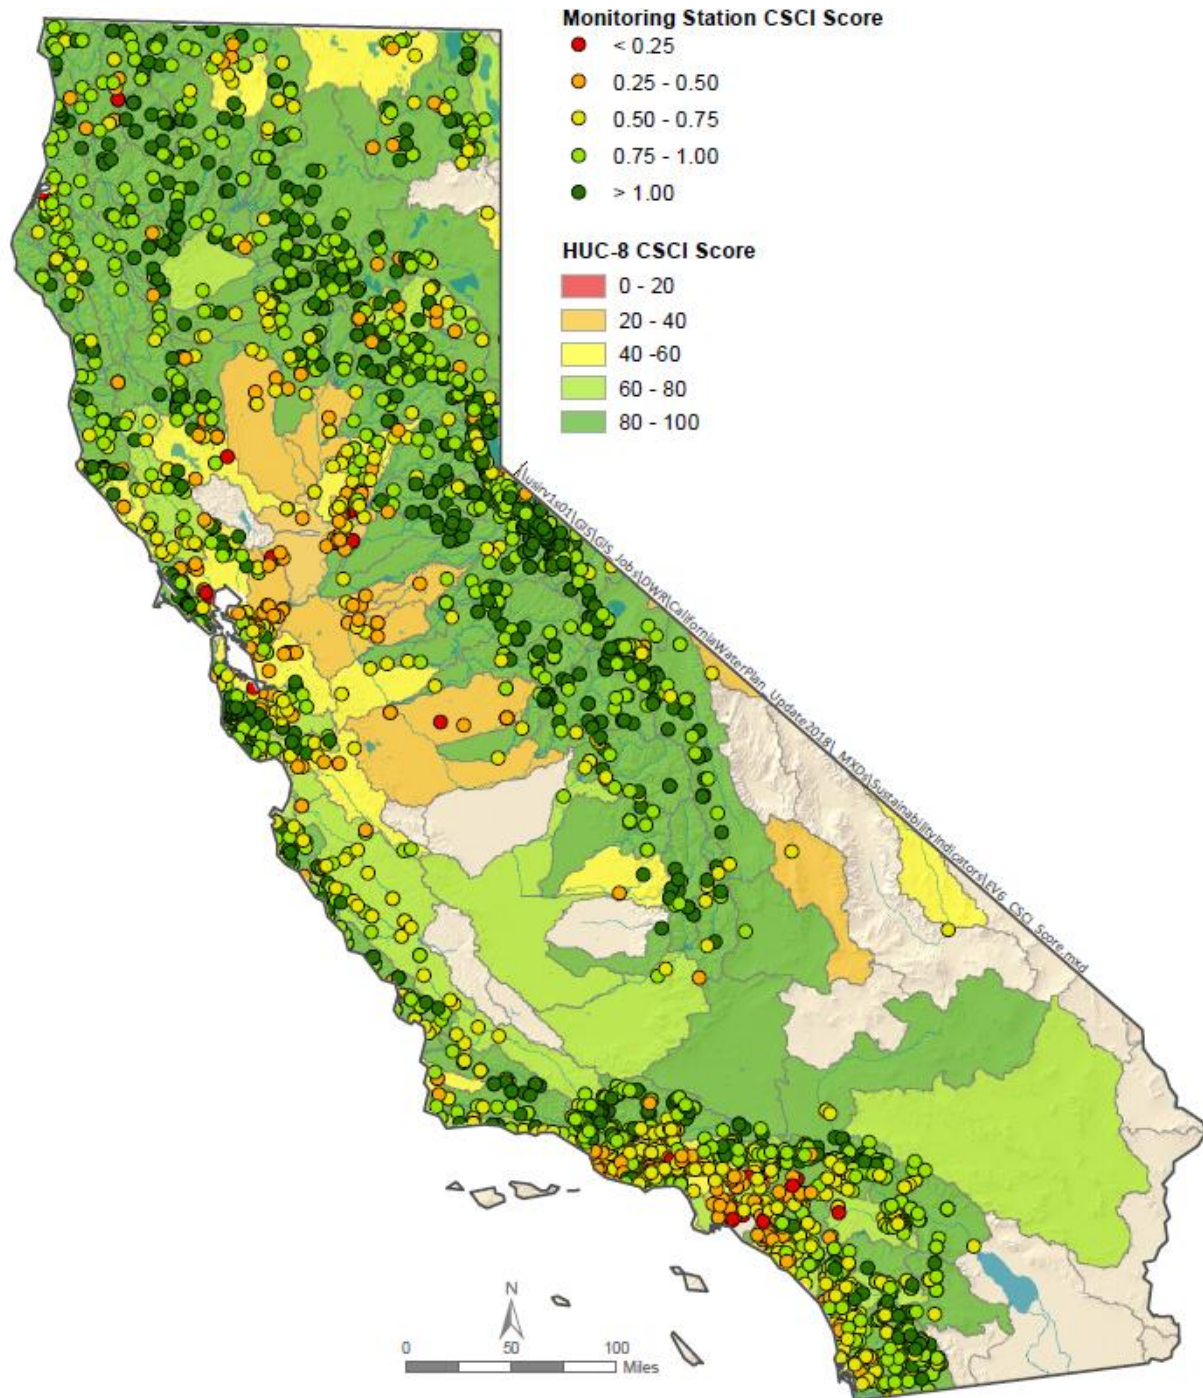 Monitoring Station CSCI Score
< 0.25
0.25 - 0.50
0.50 - 0.75
0.75 - 1.00
> 1.00
HUC-8 CSCI Score
0 - 20
20 - 40
40 -60
60 - 80
80 - 100
\\usirv1s01\GIS\GIS_Jobs\DWR\CaliforniaWaterPlan_Update2018\_MXDs\SustainabilityIndicators\EV6_CSCI_Score.mxd
N
0 50 100
Miles